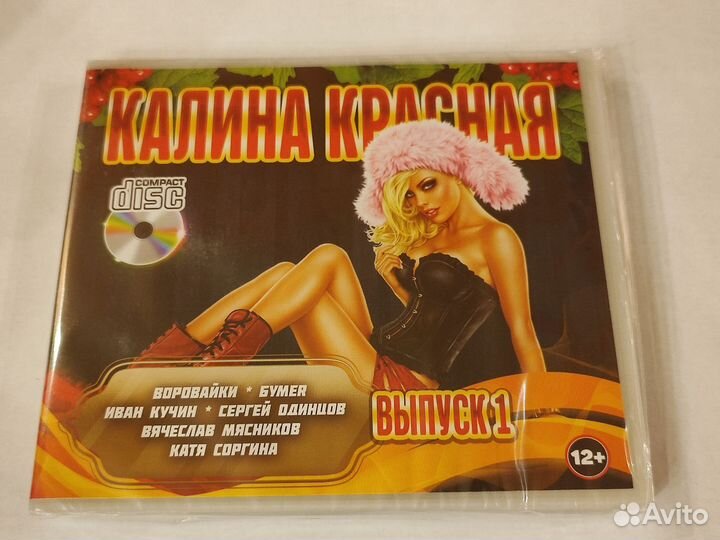 КАЛИНА КРАСНАЯ
COMPACT
disc
ВОРОВАЙКИ * БУМЕR
ИВАН КУЧИН * СЕРГЕЙ ОДИНЦОВ
ВЯЧЕСЛАВ МЯСНИКОВ
КАТЯ СОРГИНА
ВЫПУСК 1
12+
Avito